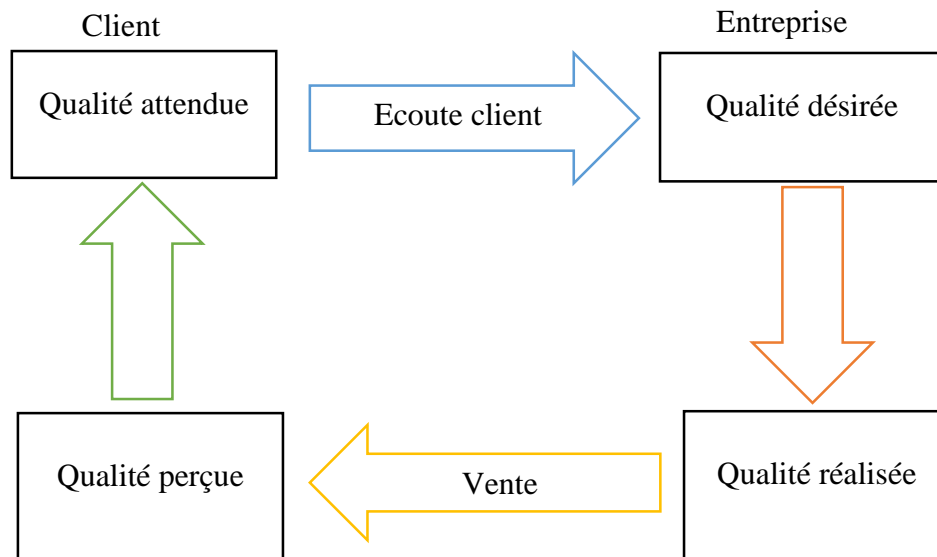 Client
Entreprise
Qualité attendue
Ecoute client
Qualité désirée
Qualité perçue
Vente
Qualité réalisée